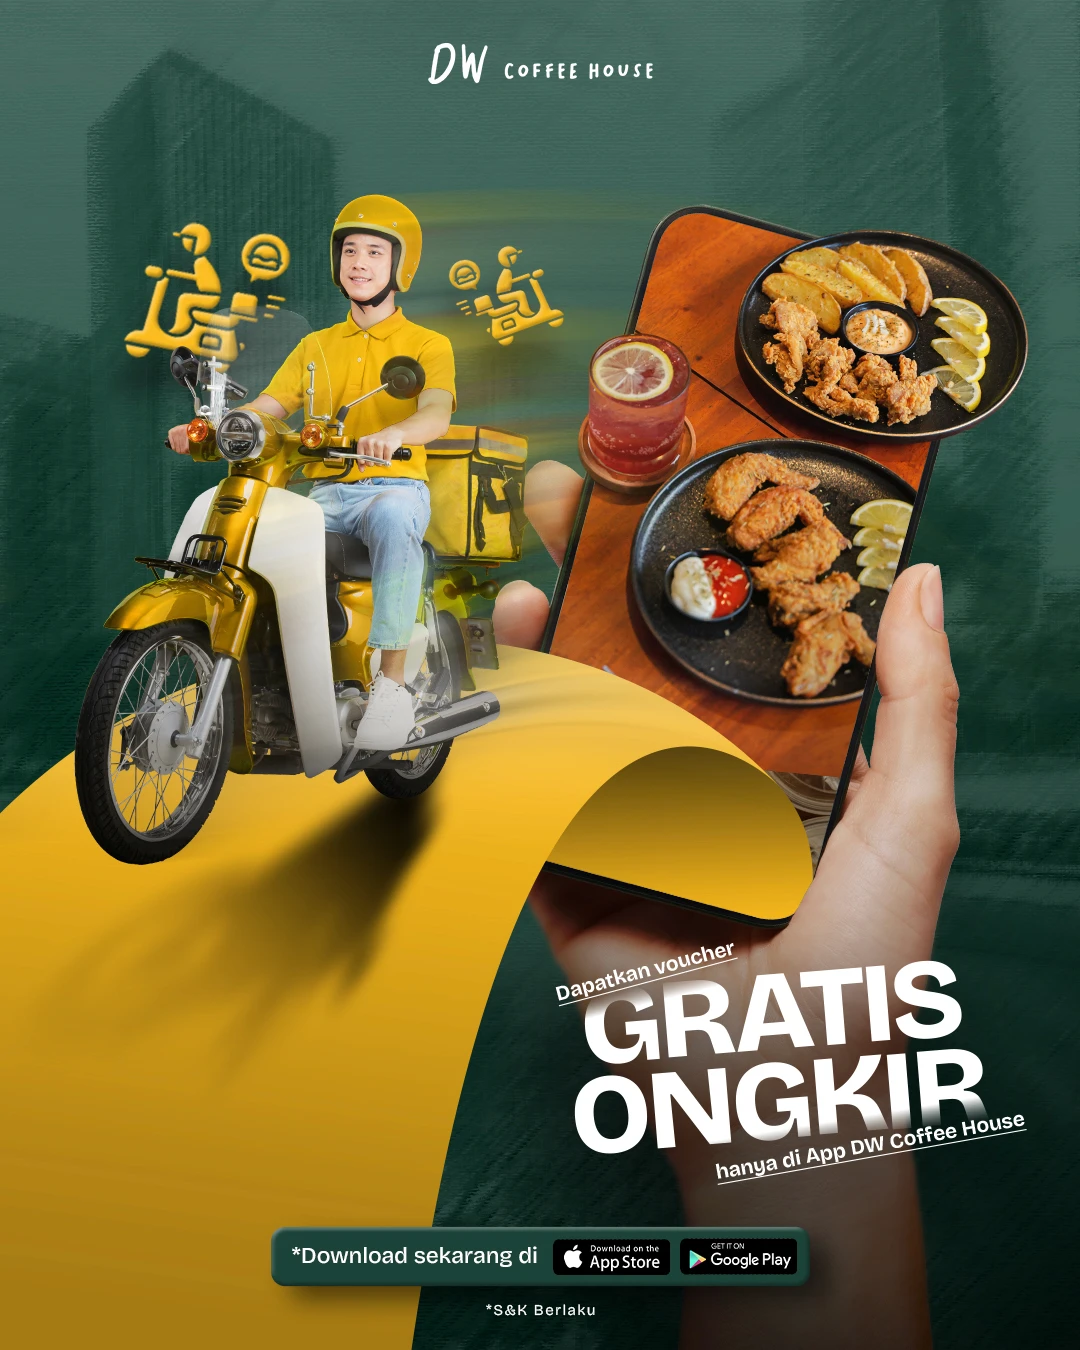 DW COFFEE HOUSE
Dapatkan voucher
GRATIS
ONGKIR
hanya di App DW Coffee House
*Download sekarang di
Download on the
App Store
GET IT ON
Google Play
*S&K Berlaku